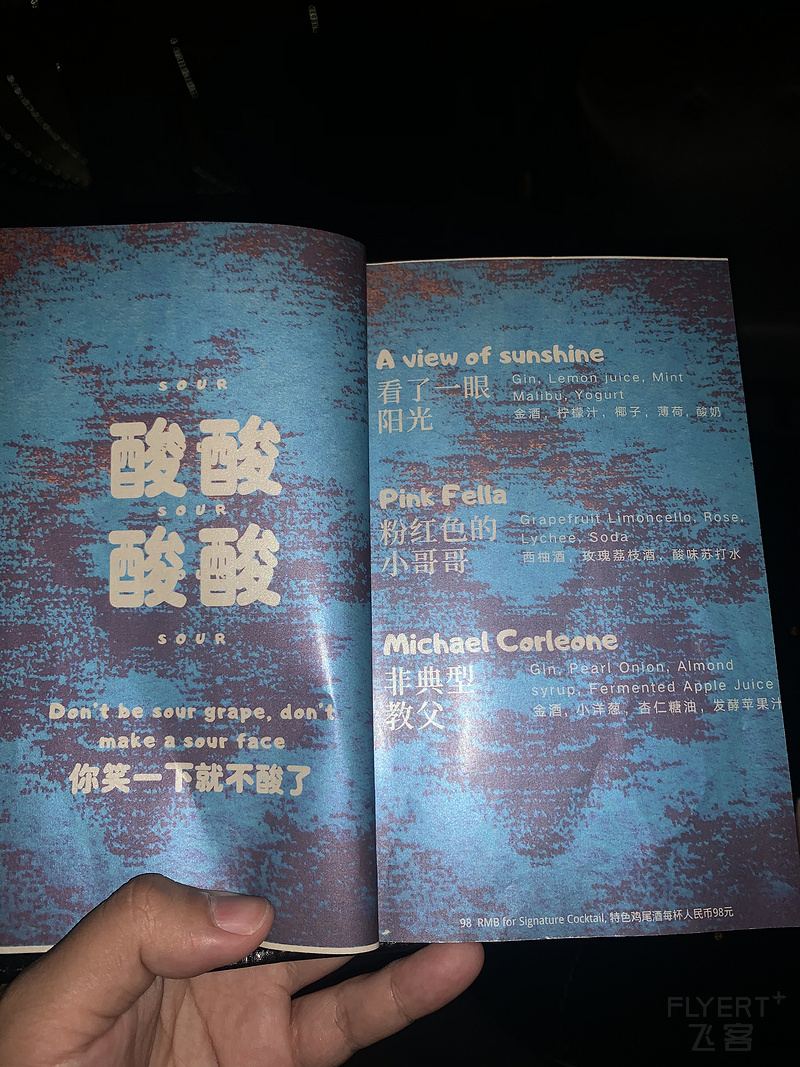 SOUR
酸酸
SOUR
酸酸
SOUR
Don't be sour grape, don't
make a sour face
你笑一下就不酸了
A view of sunshine
看了一眼
阳光
Gin, Lemon juice, Mint
Malibu, Yogurt
金酒，柠檬汁，椰子，薄荷，酸奶
Pink Fella
粉红色的
小哥哥
Grapefruit Limoncello, Rose,
Lychee, Soda
西柚酒，玫瑰荔枝酒，酸味苏打水
Michael Corleone
非典型
教父
Gin, Pearl Onion, Almond
syrup, Fermented Apple Juice
金酒，小洋葱，杏仁糖油，发酵苹果汁
98 RMB for Signature Cocktail, 特色鸡尾酒每杯人民币98元
FLYERT+
飞客